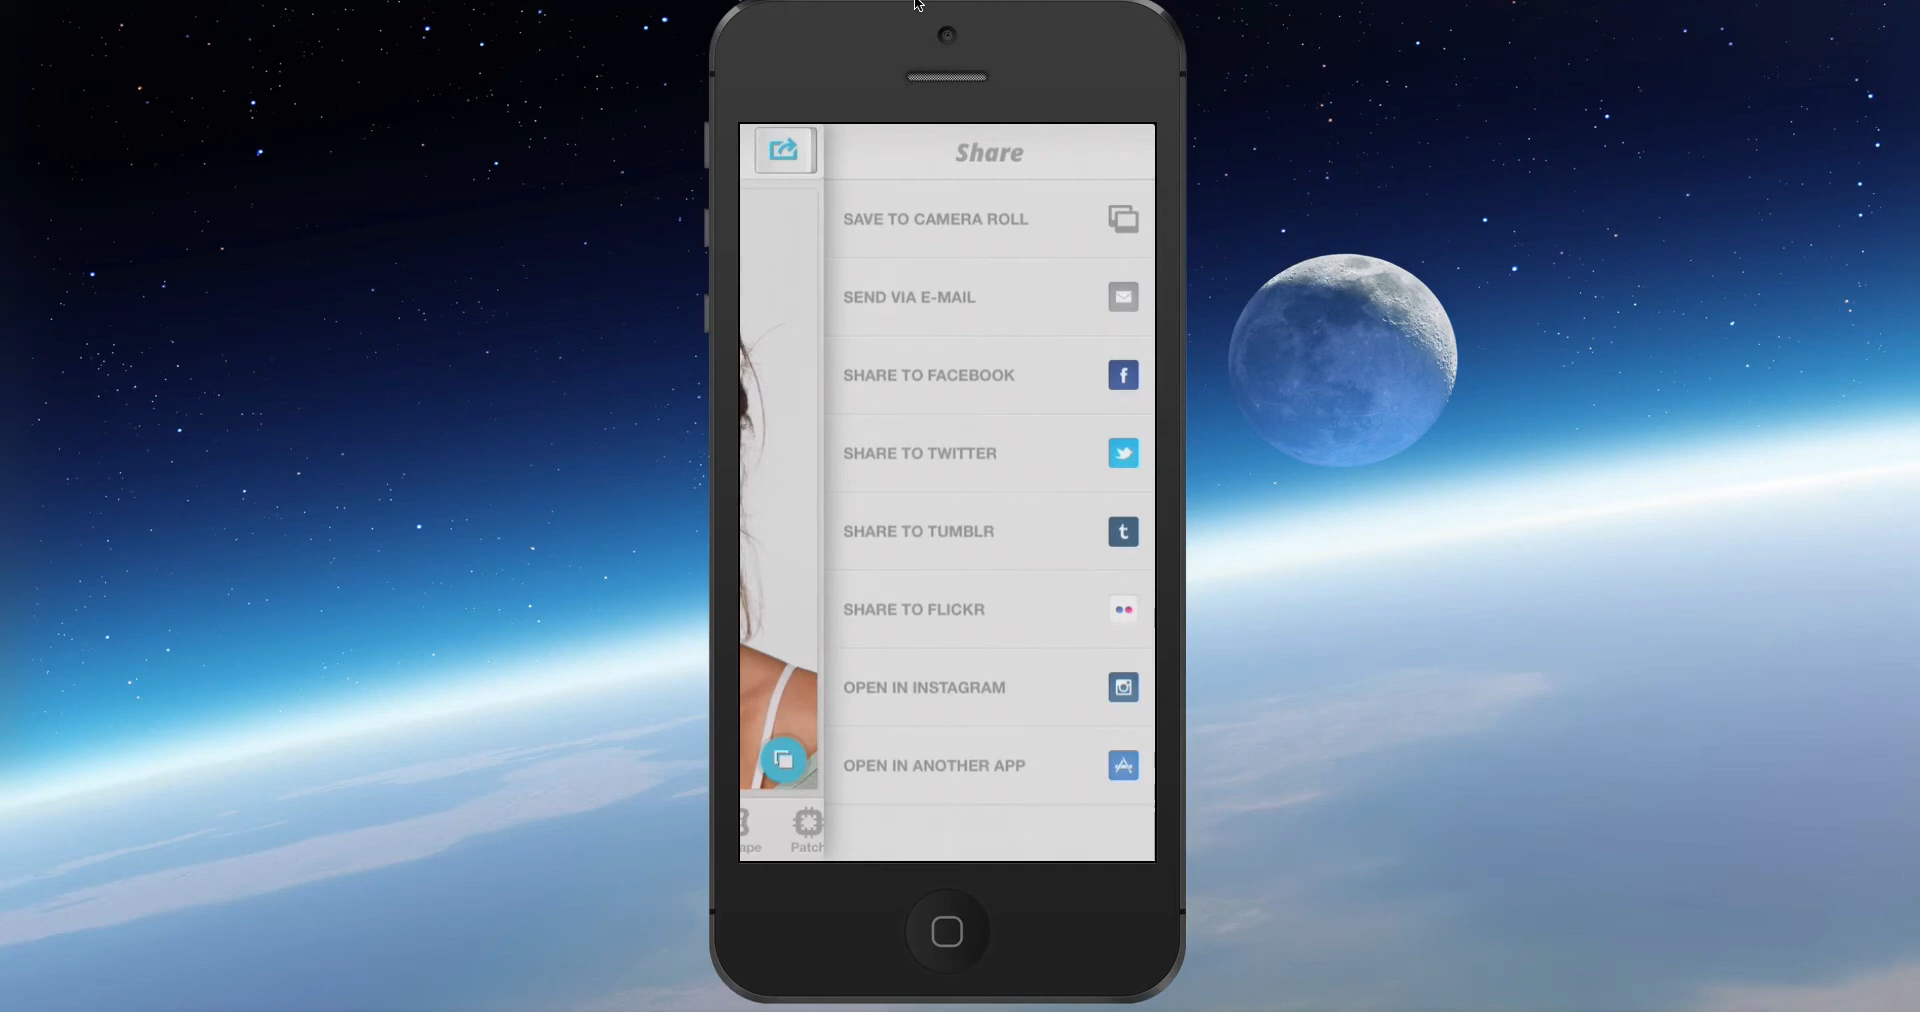 Share
SAVE TO CAMERA ROLL
SEND VIA E-MAIL
SHARE TO FACEBOOK
SHARE TO TWITTER
SHARE TO TUMBLR
SHARE TO FLICKR
OPEN IN INSTAGRAM
OPEN IN ANOTHER APP
ape
Patch